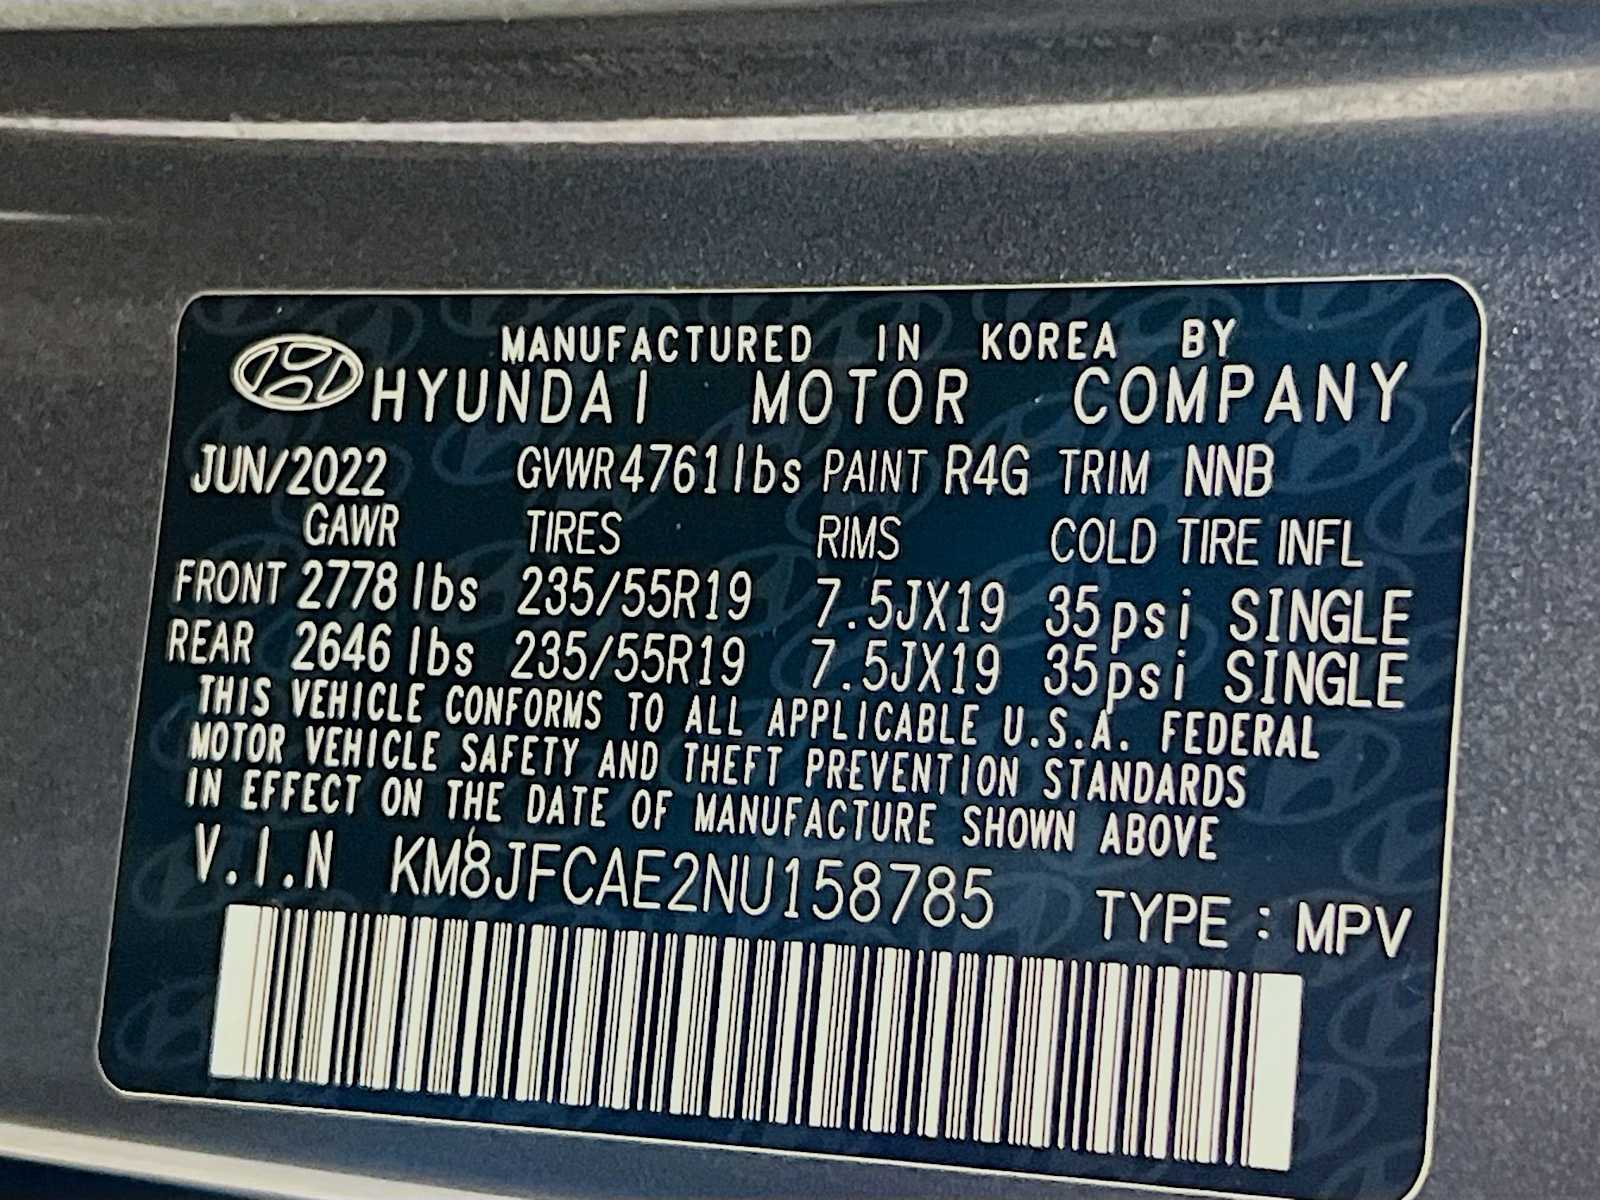 MANUFACTURED IN KOREA BY
HYUNDAI MOTOR COMPANY
JUN/2022 GVWR 4761lbs PAINT R4G TRIM NNB
GAWR TIRES RIMS COLD TIRE INFL
FRONT 2778 lbs 235/55R19 7.5JX19 35psi SINGLE
REAR 2646 lbs 235/55R19 7.5JX19 35psi SINGLE
THIS VEHICLE CONFORMS TO ALL APPLICABLE U.S.A. FEDERAL
MOTOR VEHICLE SAFETY AND THEFT PREVENTION STANDARDS
IN EFFECT ON THE DATE OF MANUFACTURE SHOWN ABOVE
V.I.N KM8JFCAE2NU158785 TYPE : MPV